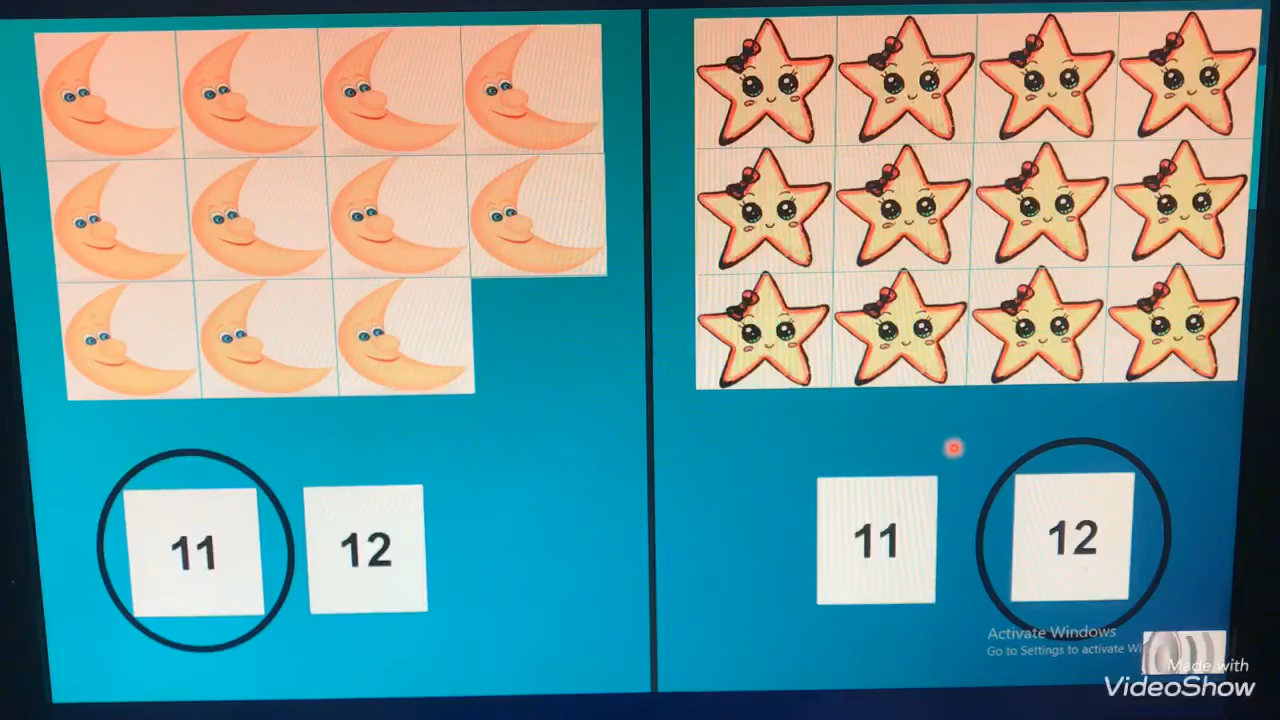 11
12
11
12
Activate Windows
Go to Settings to activate Wi
Made with
VideoShow